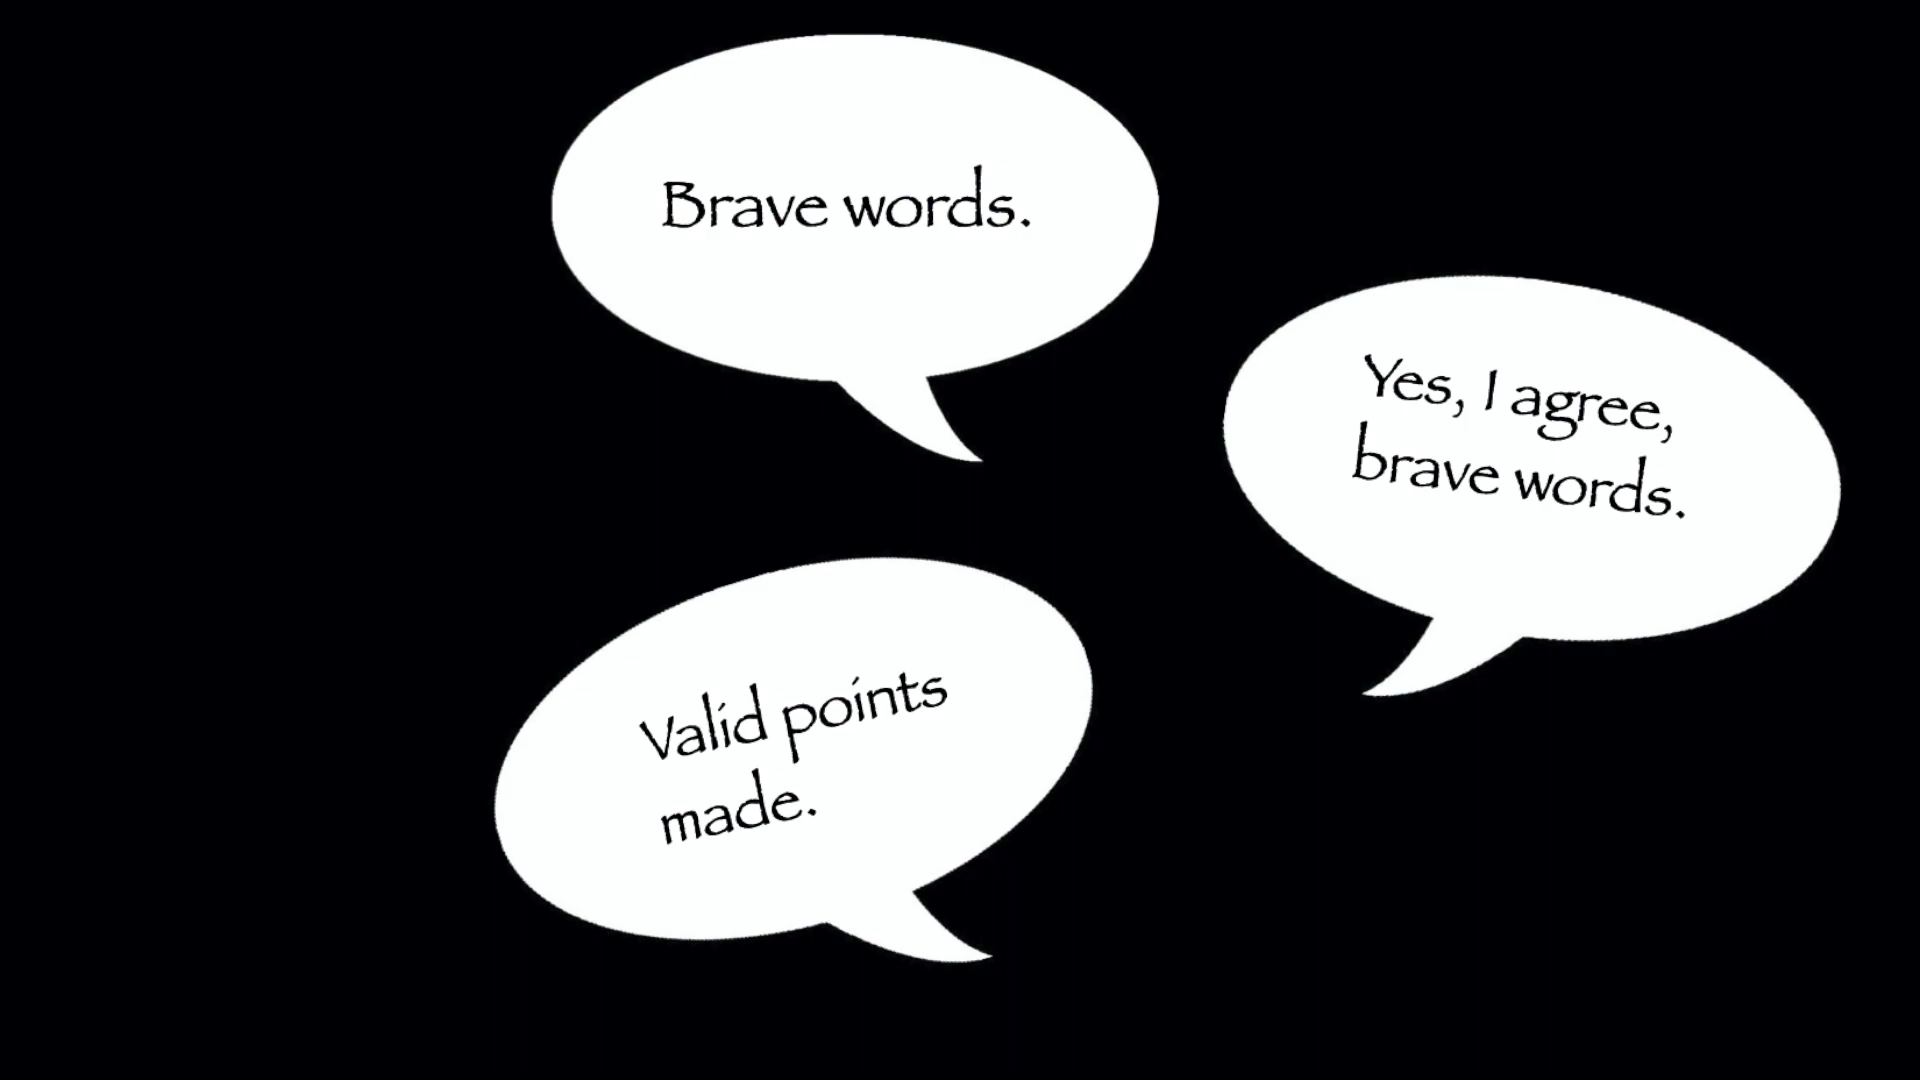 Brave words.
Yes, I agree,
brave words.
Valid points
made.